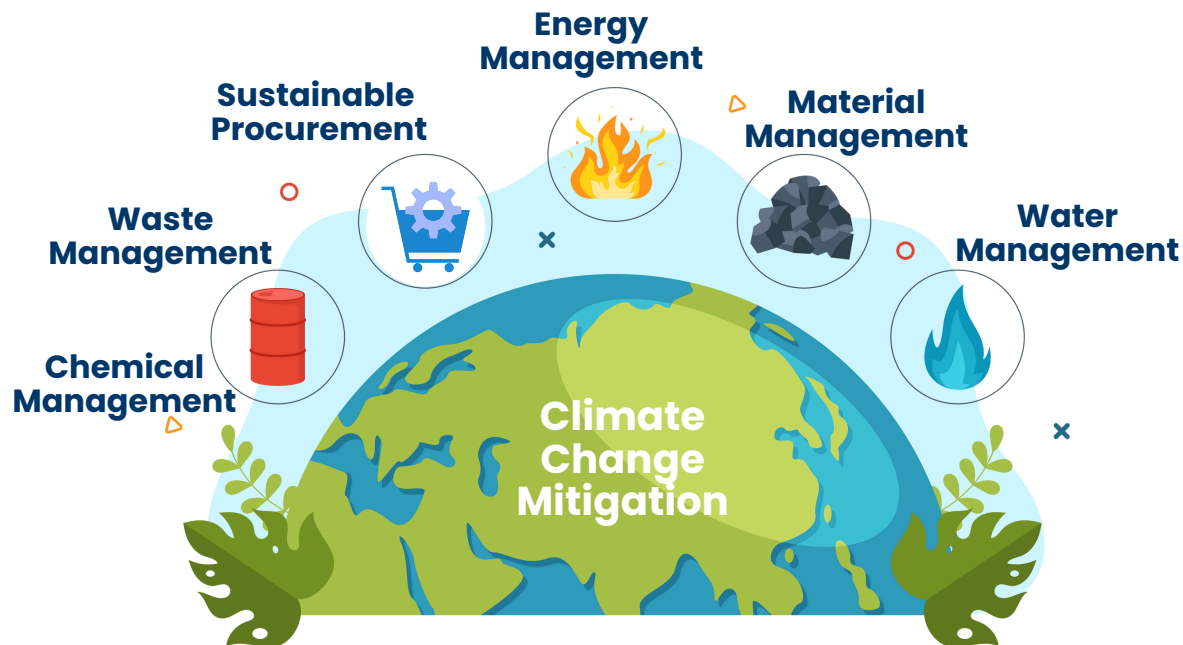 Energy
Management
Sustainable
Procurement
Material
Management
Waste
Management
Water
Management
Chemical
Management
Climate
Change
Mitigation